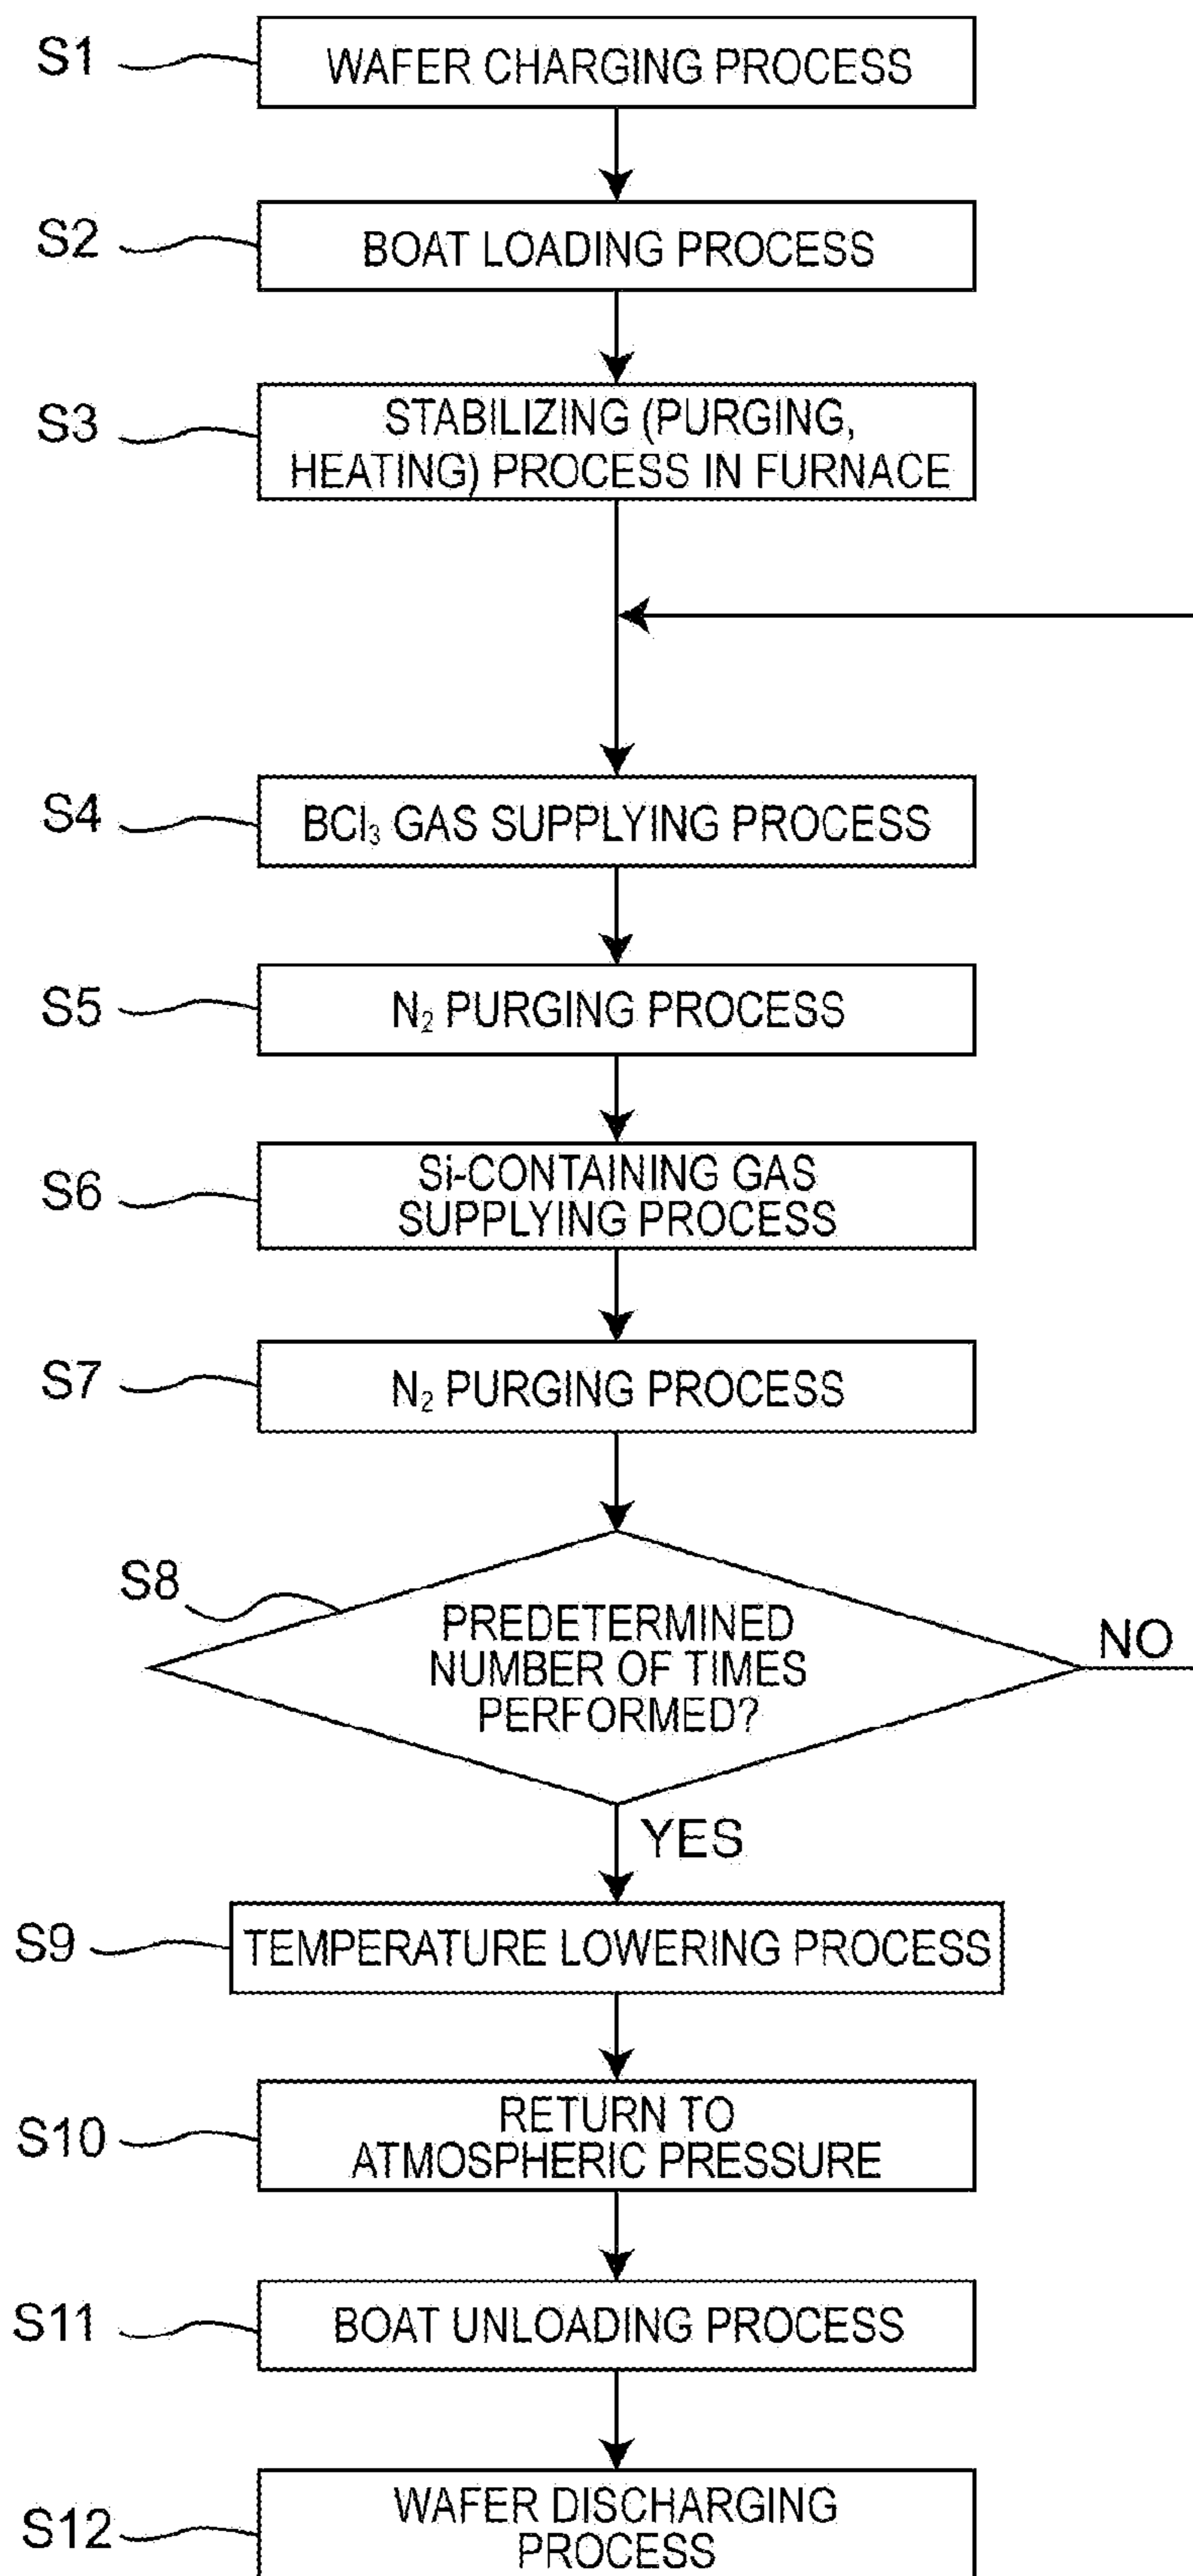 S1
WAFER CHARGING PROCESS
S2
BOAT LOADING PROCESS
S3
STABILIZING (PURGING,
HEATING) PROCESS IN FURNACE
S4
BCl₃ GAS SUPPLYING PROCESS
S5
N₂ PURGING PROCESS
S6
Si-CONTAINING GAS
SUPPLYING PROCESS
S7
N₂ PURGING PROCESS
S8
PREDETERMINED
NUMBER OF TIMES
PERFORMED?
NO
YES
S9
TEMPERATURE LOWERING PROCESS
S10
RETURN TO
ATMOSPHERIC PRESSURE
S11
BOAT UNLOADING PROCESS
S12
WAFER DISCHARGING
PROCESS